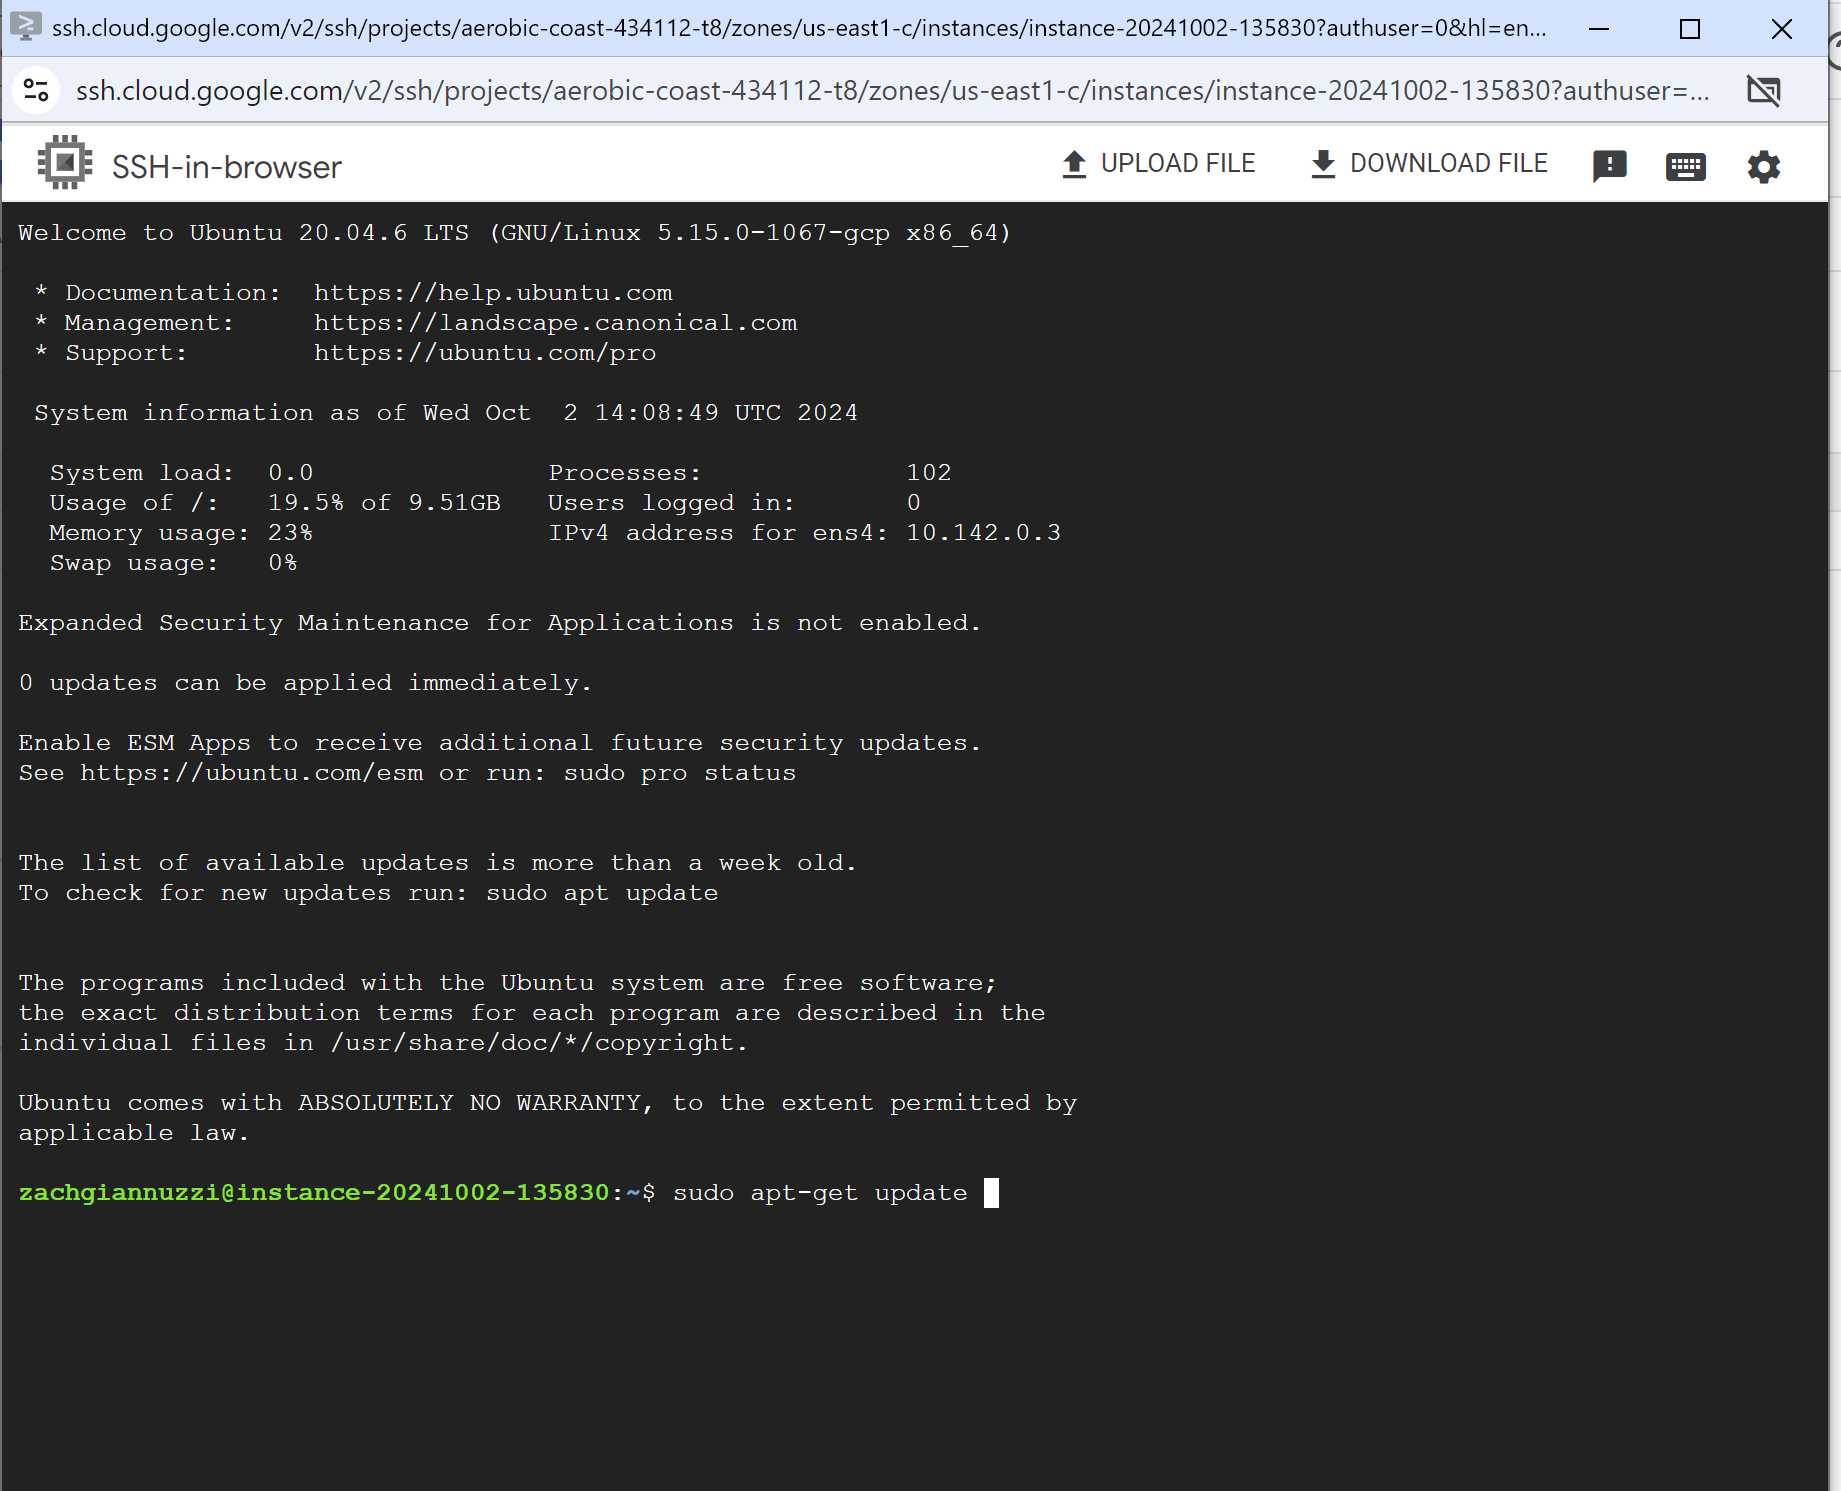 ssh.cloud.google.com/v2/ssh/projects/aerobic-coast-434112-t8/zones/us-east1-c/instances/instance-20241002-135830?authuser=0&hl=en...
ssh.cloud.google.com/v2/ssh/projects/aerobic-coast-434112-t8/zones/us-east1-c/instances/instance-20241002-135830?authuser=...
SSH-in-browser UPLOAD FILE DOWNLOAD FILE
Welcome to Ubuntu 20.04.6 LTS (GNU/Linux 5.15.0-1067-gcp x86_64)
* Documentation:  https://help.ubuntu.com
* Management:     https://landscape.canonical.com
* Support:        https://ubuntu.com/pro
System information as of Wed Oct  2 14:08:49 UTC 2024
System load:  0.0               Processes:             102
Usage of /:   19.5% of 9.51GB   Users logged in:       0
Memory usage: 23%               IPv4 address for ens4: 10.142.0.3
Swap usage:   0%
Expanded Security Maintenance for Applications is not enabled.
0 updates can be applied immediately.
Enable ESM Apps to receive additional future security updates.
See https://ubuntu.com/esm or run: sudo pro status
The list of available updates is more than a week old.
To check for new updates run: sudo apt update
The programs included with the Ubuntu system are free software;
the exact distribution terms for each program are described in the
individual files in /usr/share/doc/*/copyright.
Ubuntu comes with ABSOLUTELY NO WARRANTY, to the extent permitted by
applicable law.
zachgiannuzzi@instance-20241002-135830:~$ sudo apt-get update